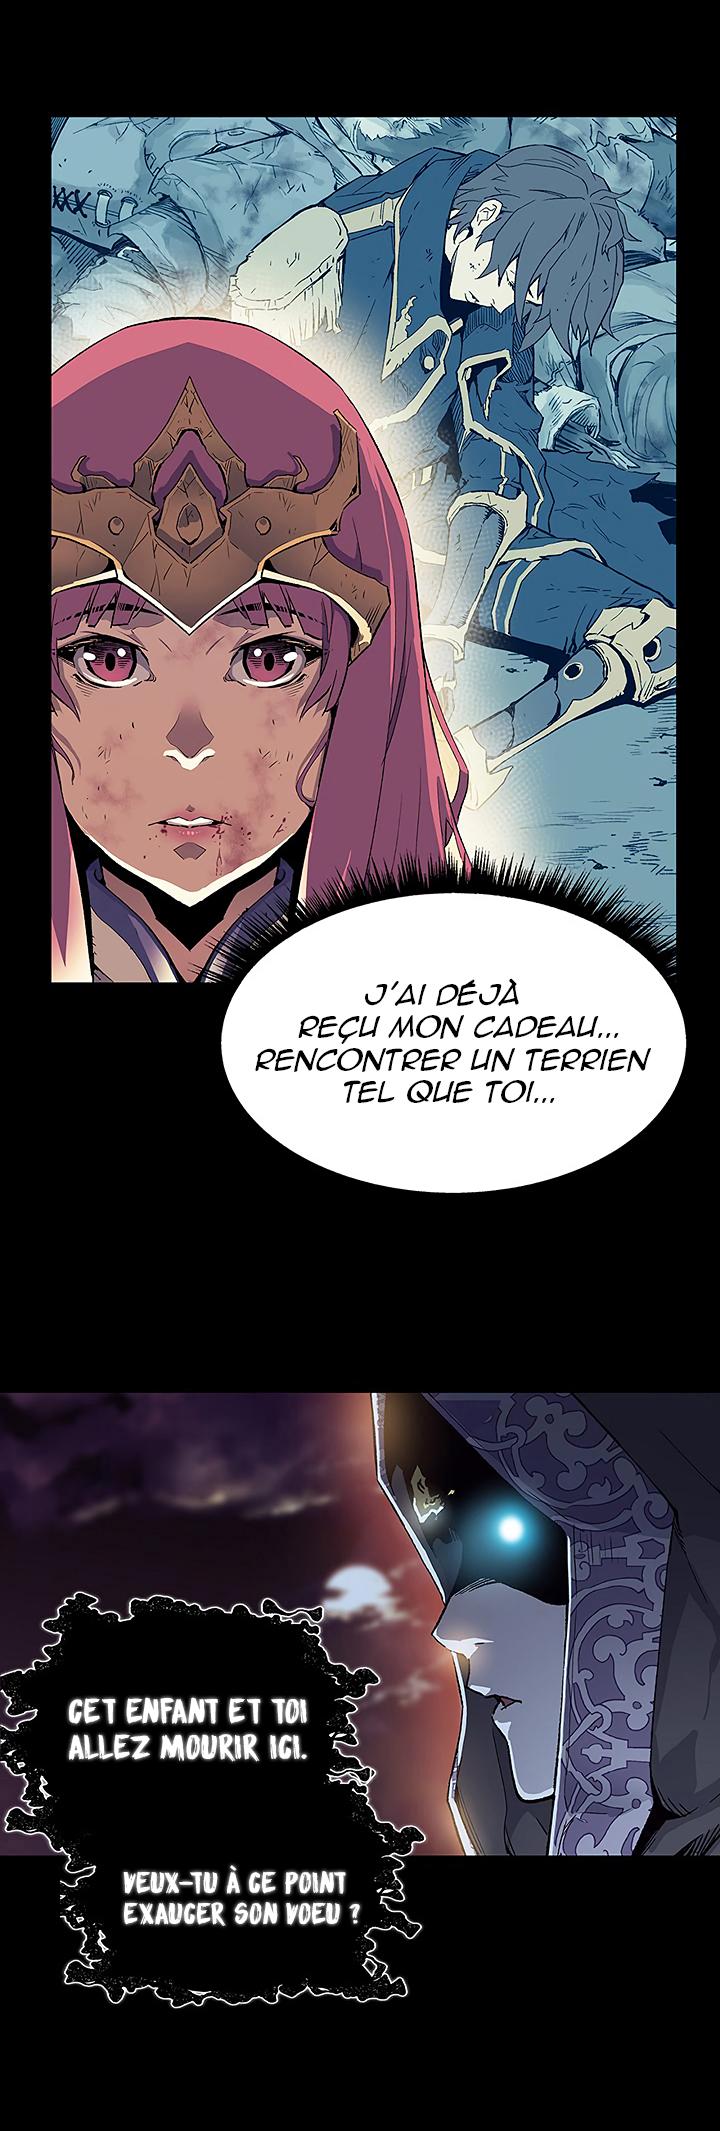 J'AI DÉJÀ
REÇU MON CADEAU...
RENCONTRER UN TERRIEN
TEL QUE TOI...
CET ENFANT ET TOI
ALLEZ MOURIR ICI.
VEUX-TU À CE POINT
EXAUCER SON VOEU ?